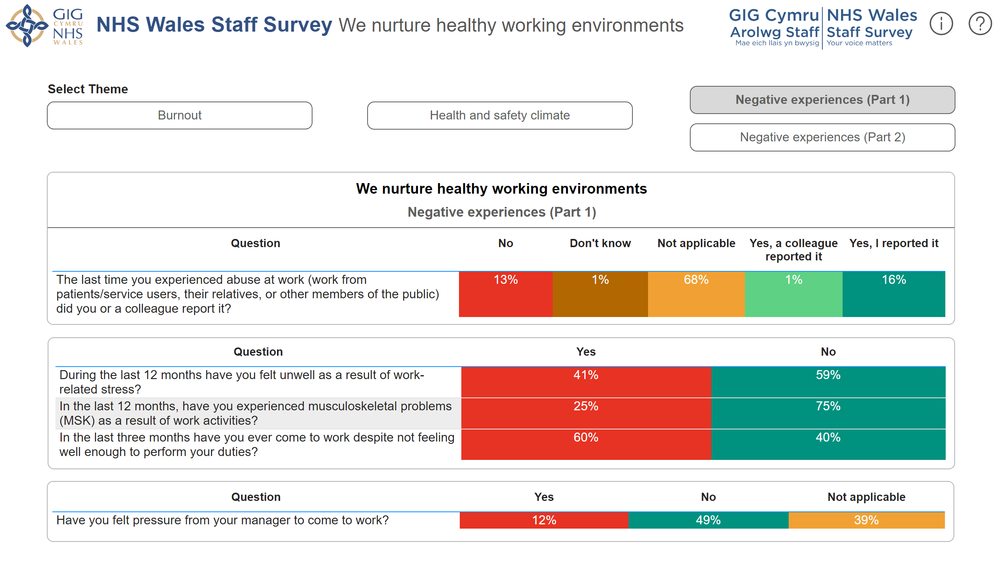 GIG
CYMRU
NHS
WALES
NHS Wales Staff Survey We nurture healthy working environments
GIG Cymru NHS Wales
Arolwg Staff Staff Survey
Mae eich llais yn bwysig Your voice matters
i ?
Select Theme
Burnout
Health and safety climate
Negative experiences (Part 1)
Negative experiences (Part 2)
We nurture healthy working environments
Negative experiences (Part 1)
Question No Don't know Not applicable Yes, a colleague Yes, I reported it
reported it
The last time you experienced abuse at work (work from 13% 1% 68% 1% 16%
patients/service users, their relatives, or other members of the public)
did you or a colleague report it?
Question Yes No
During the last 12 months have you felt unwell as a result of work- 41% 59%
related stress?
In the last 12 months, have you experienced musculoskeletal problems 25% 75%
(MSK) as a result of work activities?
In the last three months have you ever come to work despite not feeling 60% 40%
well enough to perform your duties?
Question Yes No Not applicable
Have you felt pressure from your manager to come to work? 12% 49% 39%